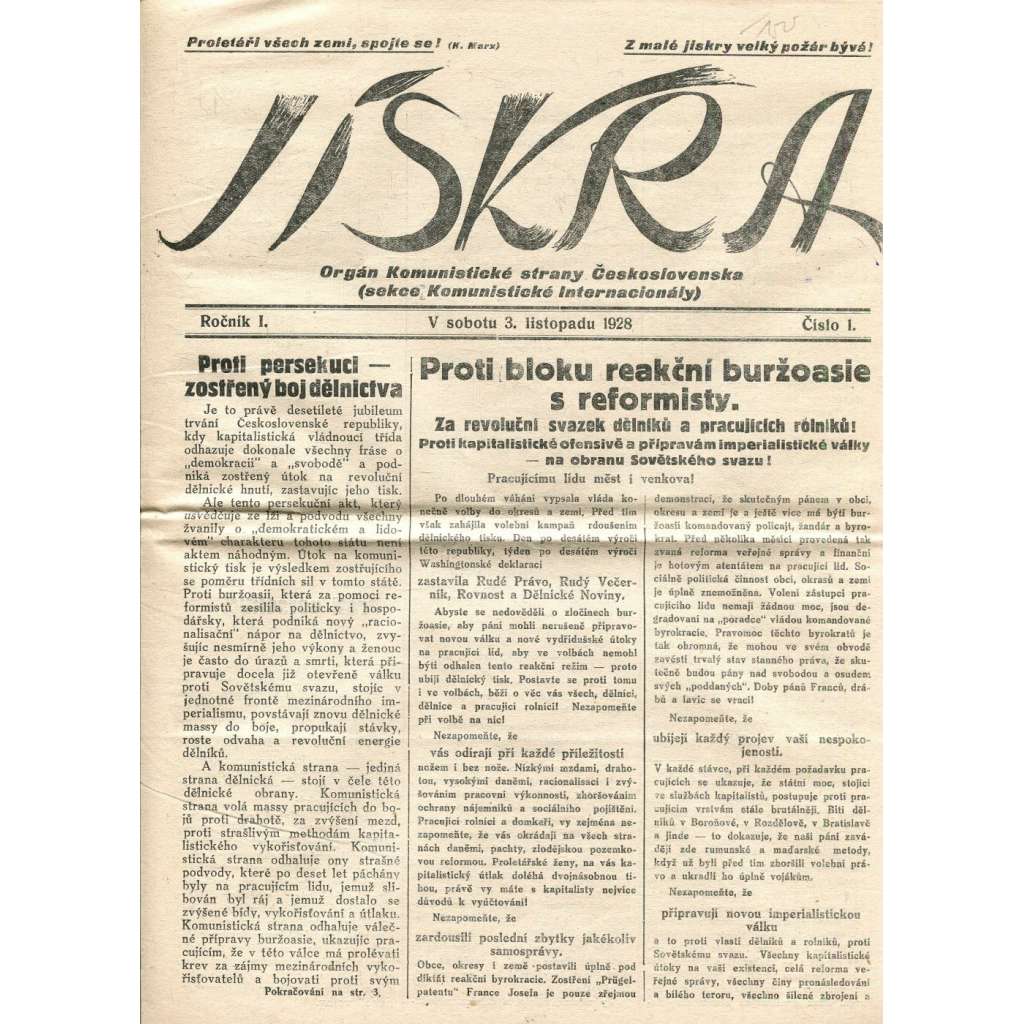 Proletáři všech zemí, spojte se! (K. Marx)
Z malé jiskry velký požár bývá!
JISKRA
Orgán Komunistické strany Československa
(sekce Komunistické Internacionály)
Ročník I.
V sobotu 3. listopadu 1928
Číslo 1.
Proti persekuci —
zostřený boj dělnictva
Je to právě desetileté jubileum
trvání Československé republiky,
kdy kapitalistická vládnoucí třída
odhazuje dokonale všechny fráse o
„demokracii" a „svobodě" a pod-
niká zostřený útok na revoluční
dělnické hnutí, zastavujíc jeho tisk.
Ale tento persekuční akt, který
usvědčuje ze lži a podvodu všechny
žvanily o „demokratickém a lido-
vém" charakteru tohoto státu není
aktem náhodným. Útok na komuni-
stický tisk je výsledkem zostřujícího
se poměru třídních sil v tomto státě.
Proti buržoasii, která za pomoci re-
formistů zesílila politicky i hospo-
dářsky, která podniká nový „racio-
nalisační" nápor na dělnictvo, zvy-
šujíc nesmírně jeho výkony a ženouc
je často do úrazů a smrti, která při-
pravuje docela již otevřeně válku
proti Sovětskému svazu, stojíc v
jednotné frontě mezinárodního im-
perialismu, povstávají znovu dělnické
massy do boje, propukají stávky,
roste odvaha a revoluční energie
dělníků.
A komunistická strana — jediná
strana dělnická — stojí v čele této
dělnické obrany. Komunistická
strana volá massy pracujících do bo-
jů proti drahotě, za zvýšení mezd,
proti strašlivým methodám kapita-
listického vykořisťování. Komuni-
stická strana odhaluje ony strašné
podvody, které po deset let páchány
byly na pracujícím lidu, jemuž slí-
bován byl ráj a jemuž dostalo se
zvýšené bídy, vykořisťování a útlaku.
Komunistická strana odhaluje váleč-
né přípravy buržoasie, ukazujíc pra-
cujícím, že v této válce má prolévati
krev za zájmy mezinárodních vyko-
řisťovatelů a bojovati proti svým
Pokračování na str. 3.
Proti bloku reakční buržoasie
s reformisty.
Za revoluční svazek dělníků a pracujících rolníků!
Proti kapitalistické ofensivě a přípravám imperialistické války
— na obranu Sovětského svazu!
Pracujícímu lidu měst i venkova!
Po dlouhém váhání vypsala vláda ko-
nečně volby do okresů a zemí. Před tím
však zahájila volební kampaň rdoušením
dělnického tisku. Den po desátém výročí
této republiky, týden po desátém výročí
Washingtonské deklarací
zastavila Rudé Právo, Rudý Večer-
ník, Rovnost a Dělnické Noviny.
Abyste se nedověděli o zločinech bur-
žoasie, aby páni mohli nerušeně připravo-
vat novou válku a nové vydřidušské útoky
na pracující lid, aby ve volbách nemohl
býti odhalen tento reakční režim — proto
ubíjí dělnický tisk. Postavte se proti tomu
i ve volbách, běží o věc vás všech, dělníci,
dělnice a pracující rolníci! Nezapomeňte
při volbě na nic!
Nezapomeňte, že
vás odírají při každé příležitosti
nožem i bez nože. Nízkými mzdami, draho-
tou, vysokými daněmi, racionalisací i zvý-
šováním pracovní výkonnosti, zhoršováním
ochrany nájemníků a sociálního pojištění.
Pracující rolníci a domkáři, vy zejména ne-
zapomeňte, že vás okrádají na všech stra-
nách daněmi, pachty, zlodějskou pozemko-
vou reformou. Proletářské ženy, na vás ka-
pitalistický útlak doléhá dvojnásobnou tí-
hou, právě vy máte s kapitalisty nejvíce
důvodů k vyúčtování!
Nezapomeňte, že
zardousili poslední zbytky jakékoliv
samosprávy.
Obce, okresy i země postavili úplně pod
diktát reakční byrokracie. Zostření „Prügel-
patentu" France Josefa je pouze zřejmou
demonstrací, že skutečným pánem v obci,
okresu a zemi je a ještě více má býti bur-
žoasií komandovaný policajt, žandár a byro-
krat. Před několika měsíci provedená tak
zvaná reforma veřejné správy a finanční
je hotovým atentátem na pracující lid. So-
ciálně politická činnost obcí, okrasů a zemí
je úplně znemožněna. Volení zástupci pra-
cujícího lidu nemají žádnou moc, jsou de-
gradovaní na „poradce" vládou komandované
byrokracie. Pravomoc těchto byrokratů je
tak obromná, že mohou ve svém obvodě
zavésti trvalý stav stanného práva, že sku-
tečně budou pány nad svobodou a osudem
svých „poddaných". Doby pánů Franců, dráb-
bů a lavic se vrací!
Nezapomeňte, že
ubíjejí každý projev vaší nespoko-
jenosti.
V každé stávce, při každém požadavku pra-
cujících se ukazuje, že státní moc, stojící
ve službách kapitalistů, postupuje proti pra-
cujícím vrstvám stále brutálněji. Bití děl-
níků v Boroňové, v Rozdělově, v Bratislavě
a jinde — to dokazuje, že naši páni zavá-
dějí zde rumunské a maďarské metody,
když už byli před tím zhoršili volební prá-
vo a ukradli ho úplně vojákům.
Nezapomeňte, že
připravují novou imperialistickou
válku
a to proti vlasti dělníků a rolníků, proti
Sovětskému svazu. Všechny kapitalistické
útoky na vaši existenci, celá reforma ve-
řejné správy, všechny činy pronásledování
a bílého teroru, všechno šílené zbrojení a